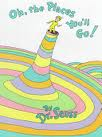 Oh, the Places
You'll Go!
By
Dr. Seuss